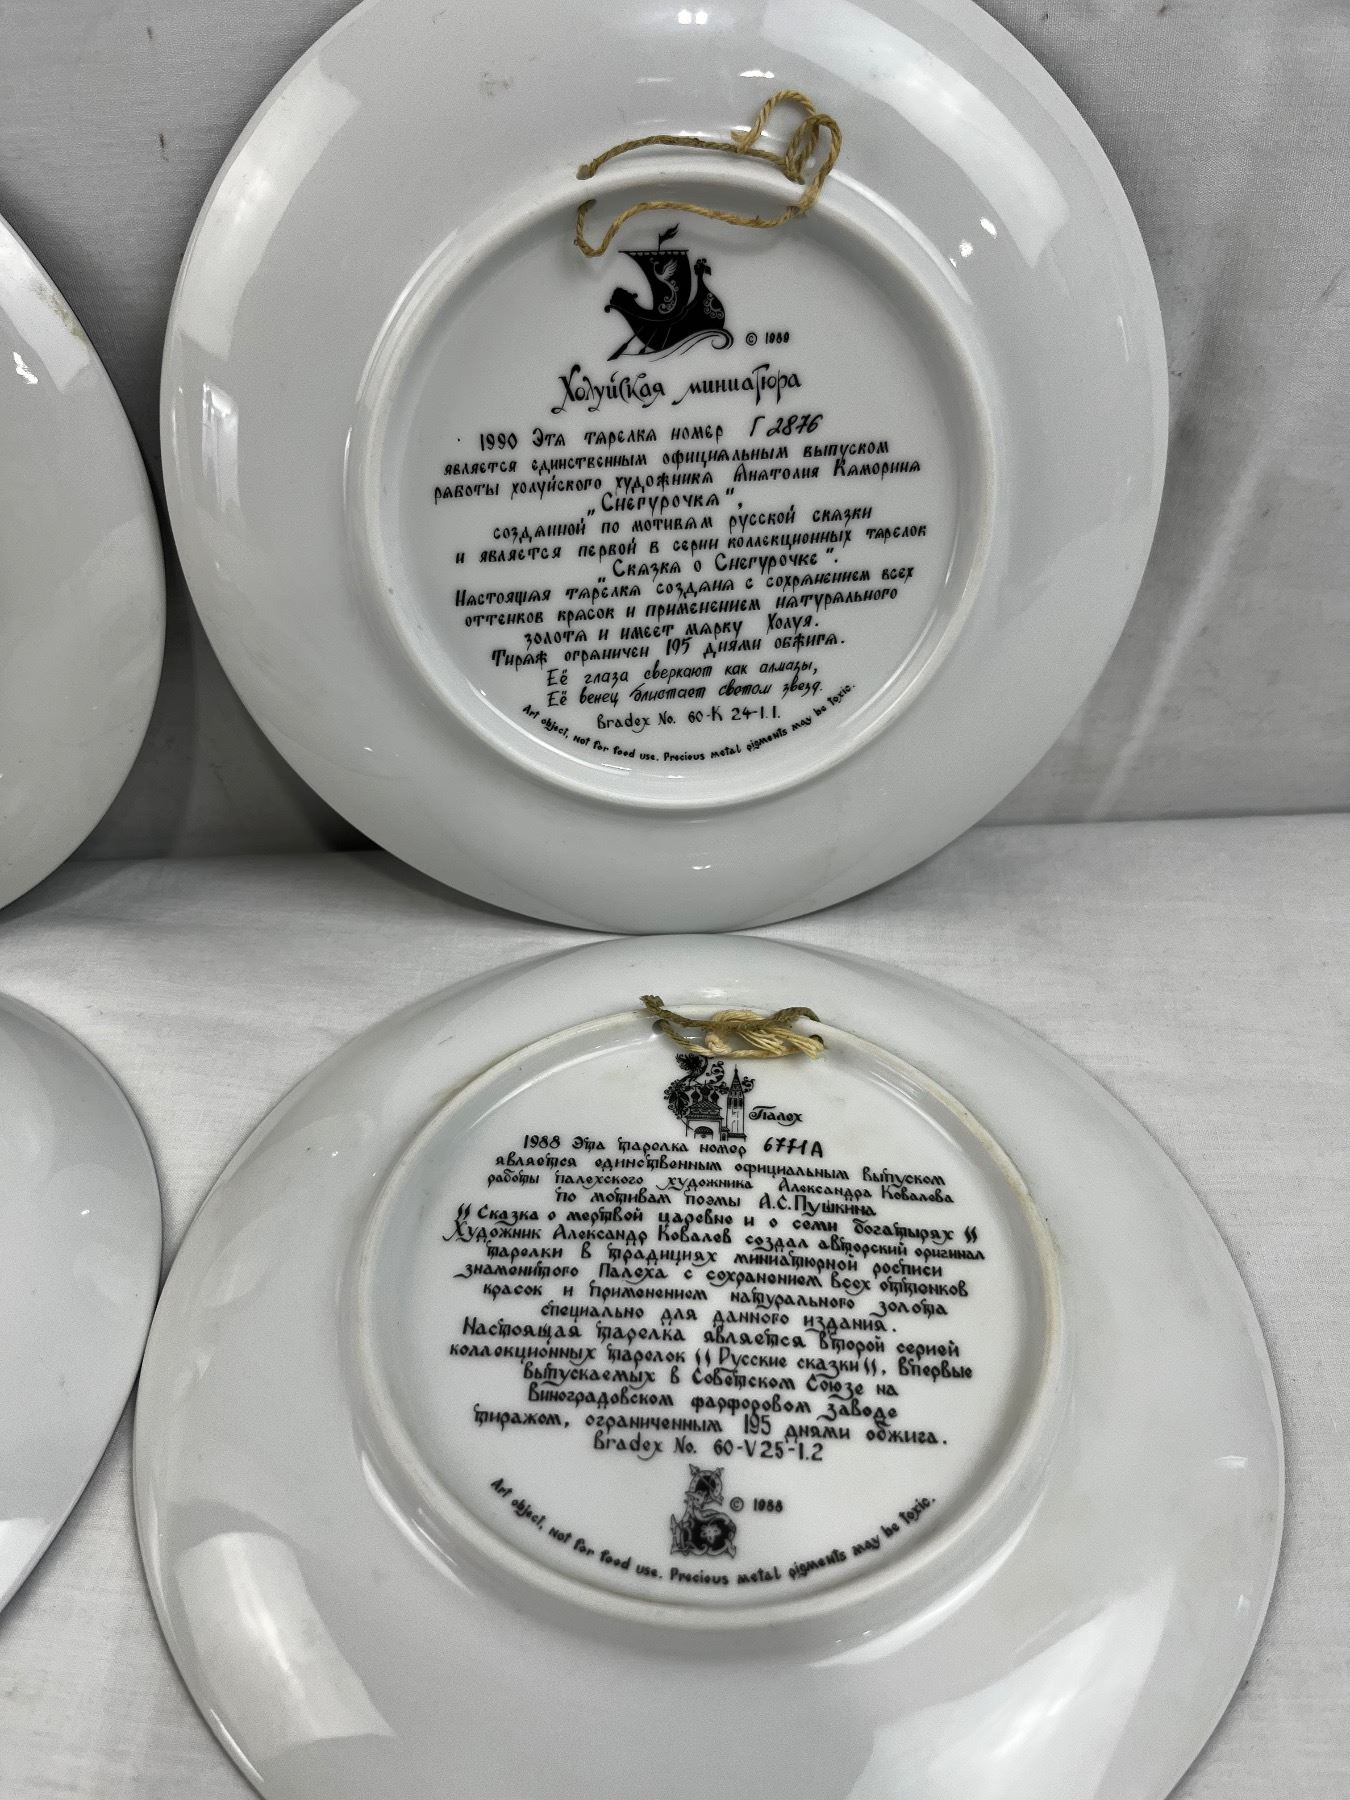 © 1989
Холуйская миниатюра
1990 Эта тарелка номер Г 2876
является единственным официальным выпуском
работы холуйского художника Анатолия Каморина
„Снегурочка",
созданной по мотивам русской сказки
и является первой в серии коллекционных тарелок
„Сказка о Снегурочке".
Настоящая тарелка создана с сохранением всех
оттенков красок и применением натурального
золота и имеет марку Холуя.
Тираж ограничен 195 днями обжига.
Её глаза сверкают как алмазы,
Её венец блистает светом звезд.
Bradex No. 60-K 24-1.1.
Art object, not for food use. Precious metal pigments may be toxic.
Палех
1988 Эта тарелка номер 6771A
является единственным официальным выпуском
работы палехского художника Александра Ковалева
по мотивам поэмы А.С.Пушкина
"Сказка о мертвой царевне и о семи богатырях"
Художник Александр Ковалев создал авторский оригинал
тарелки в традициях миниатюрной росписи
знаменитого Палеха с сохранением всех оттенков
красок и применением натурального золота
специально для данного издания.
Настоящая тарелка является второй серией
коллекционных тарелок "Русские сказки", впервые
выпускаемых в Советском Союзе на
Виноградовском фарфоровом заводе
тиражом, ограниченным 195 днями обжига.
Bradex No. 60-V25-1.2
© 1988
Art object, not for food use. Precious metal pigments may be toxic.